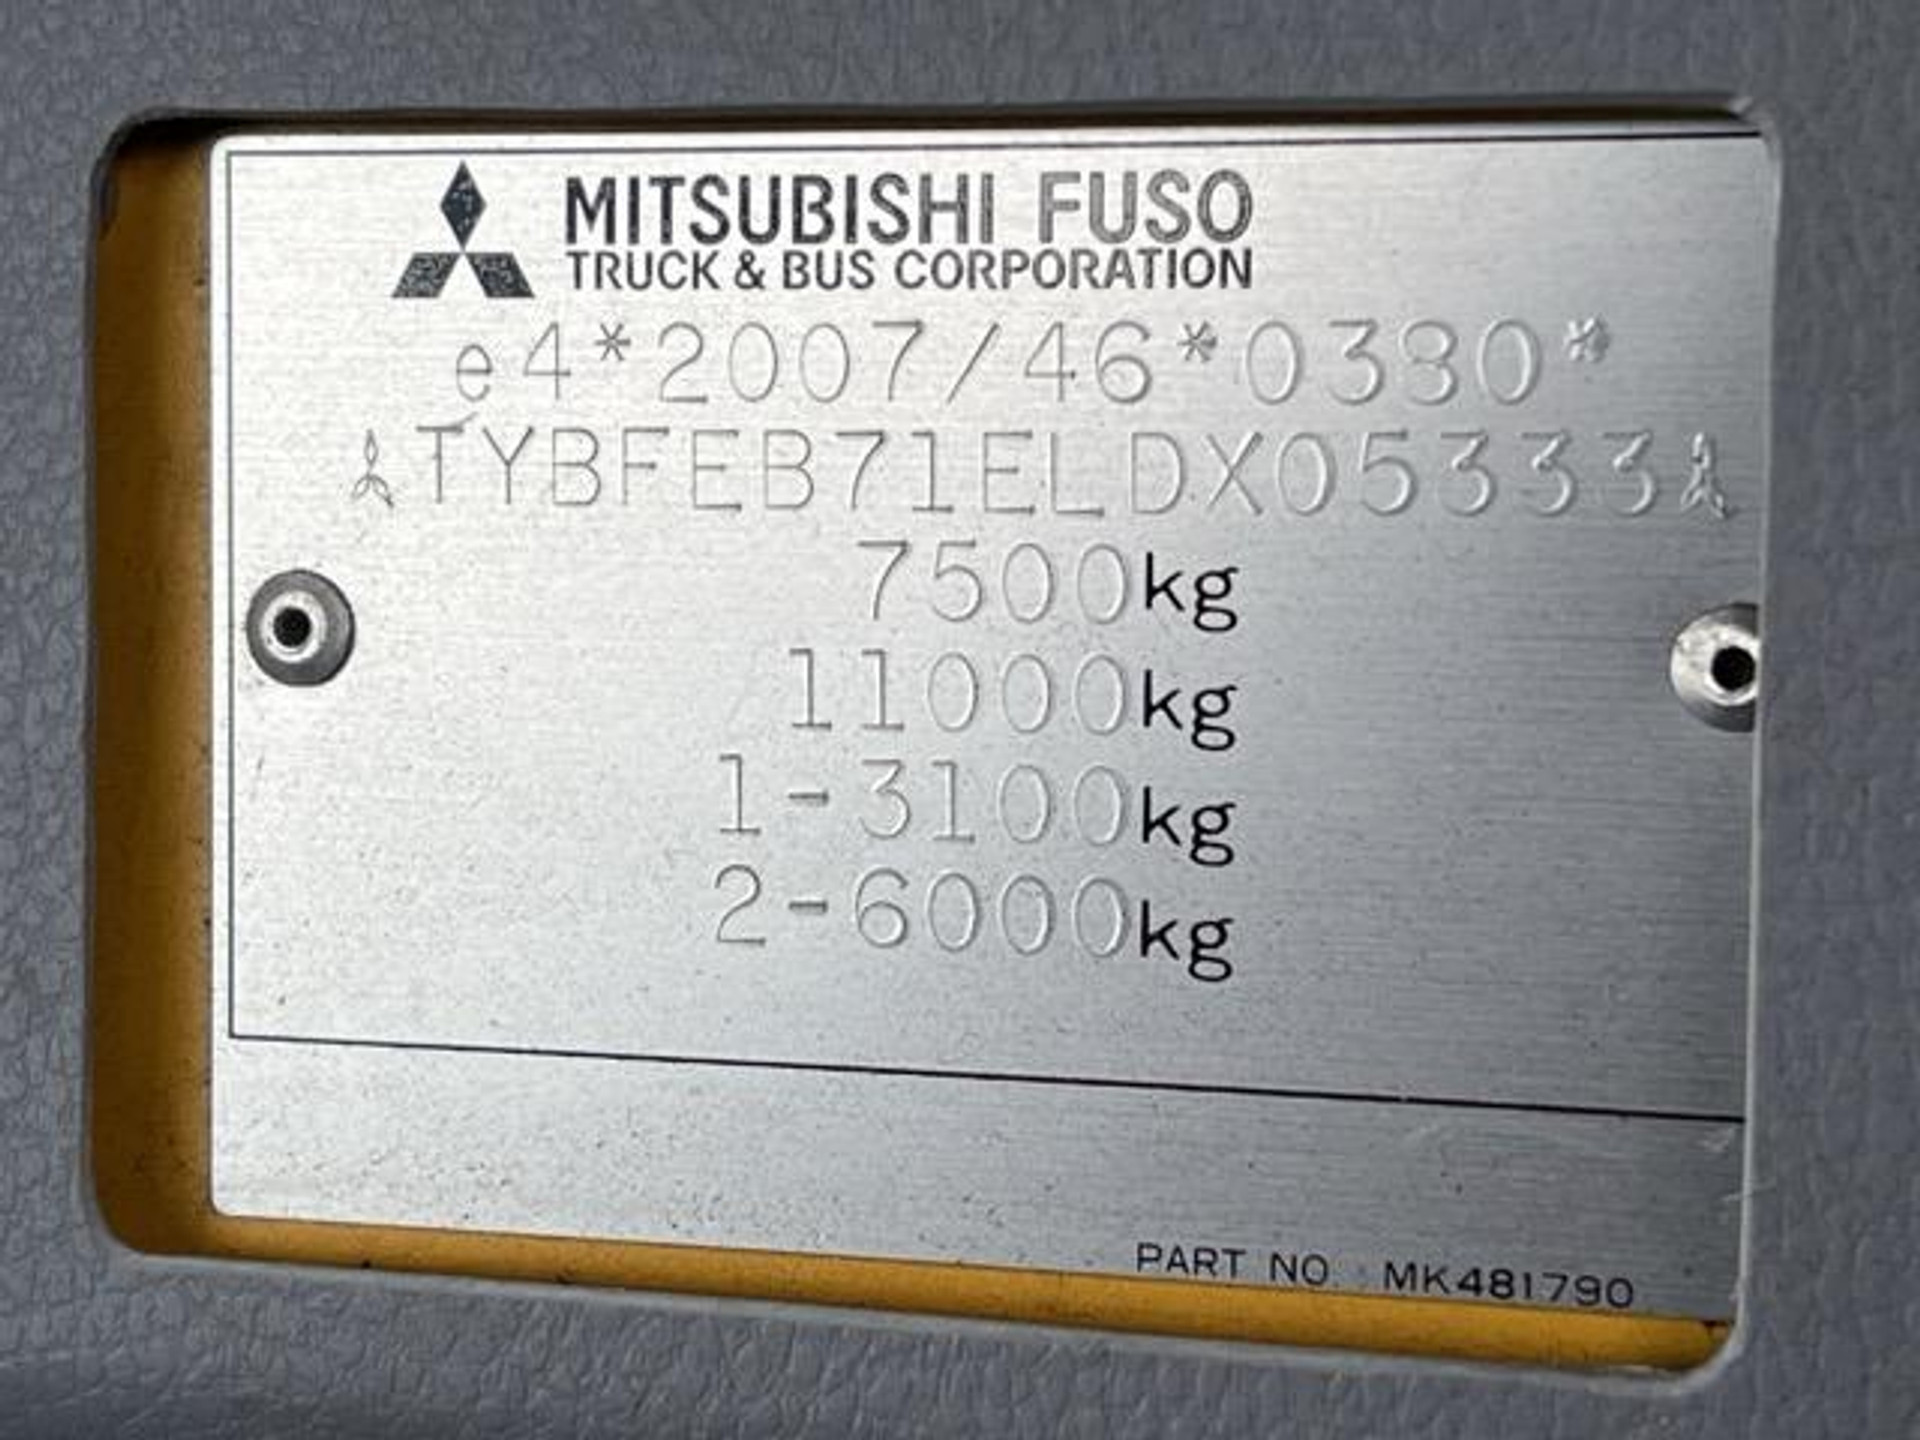 MITSUBISHI FUSO
TRUCK & BUS CORPORATION
e4*2007/46*0380*
TYBFEB71ELDX05333
7500kg
11000kg
1-3100kg
2-6000kg
PART NO MK481790